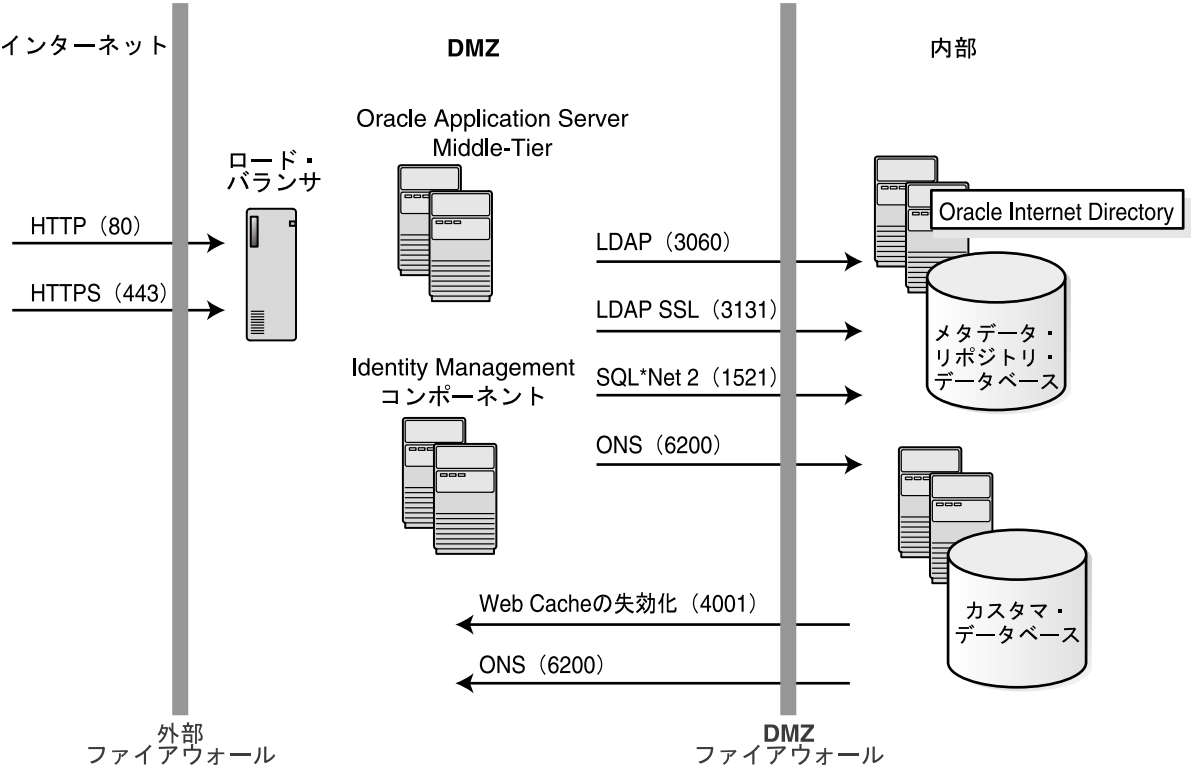 インターネット
DMZ
内部
Oracle Application Server
Middle-Tier
ロード・
バランサ
HTTP（80）
HTTPS（443）
LDAP（3060）
LDAP SSL（3131）
SQL*Net 2（1521）
ONS（6200）
Oracle Internet Directory
メタデータ・
リポジトリ・
データベース
Identity Management
コンポーネント
Web Cacheの失効化（4001）
ONS（6200）
カスタマ・
データベース
外部
ファイアウォール
DMZ
ファイアウォール